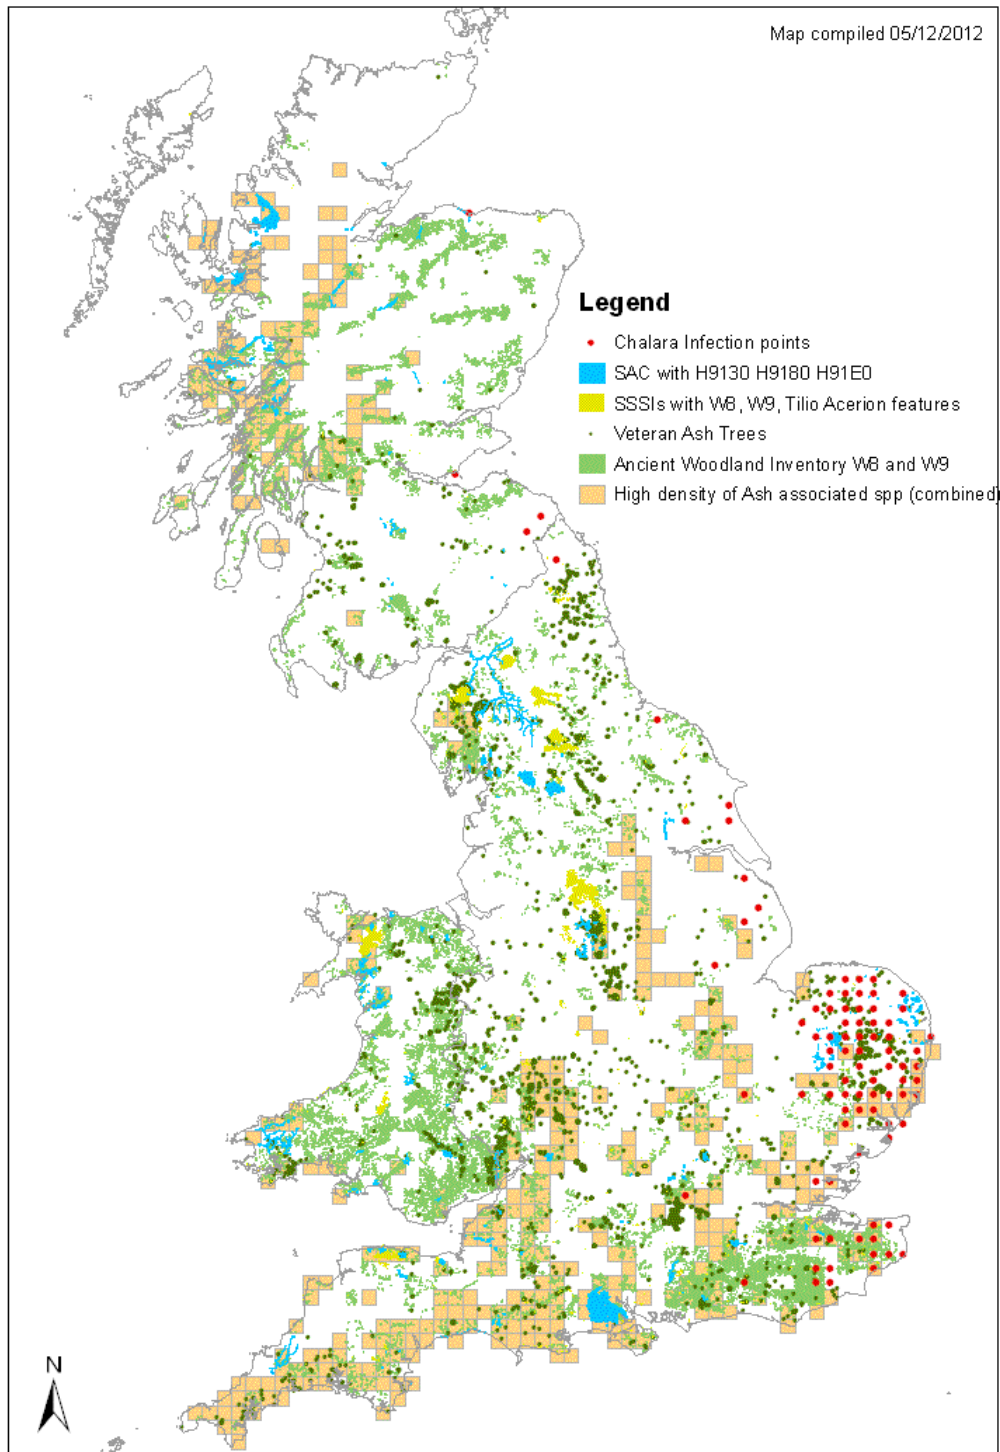 Map compiled 05/12/2012
Legend
Chalara Infection points
SAC with H9130 H9180 H91E0
SSSIs with W8, W9, Tilio Acerion features
Veteran Ash Trees
Ancient Woodland Inventory W8 and W9
High density of Ash associated spp (combined)
N